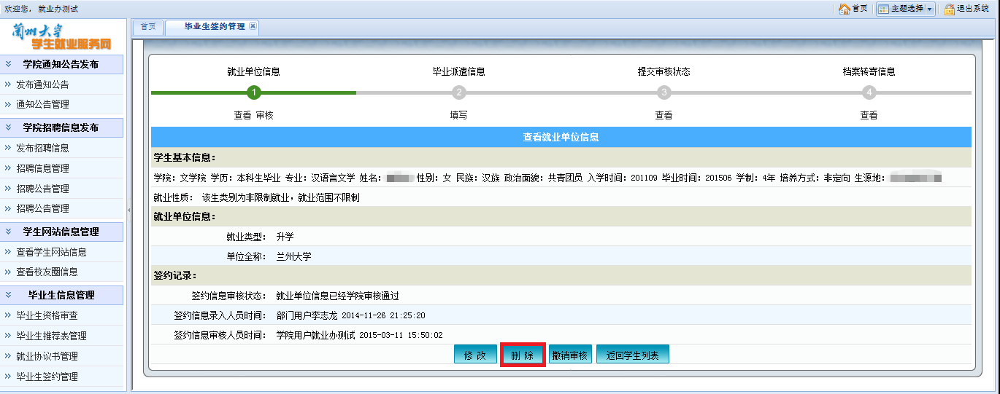 欢迎您, 就业办测试
首页 主题选择 退出系统
兰州大学
学生就业服务网
学院通知公告发布
发布通知公告
通知公告管理
学院招聘信息发布
发布招聘信息
招聘信息管理
招聘公告管理
招聘公告管理
学生网站信息管理
查看学生网站信息
查看校友圈信息
毕业生信息管理
毕业生资格审查
毕业生推荐表管理
就业协议书管理
毕业生签约管理
首页 毕业生签约管理
就业单位信息 毕业派遣信息 提交审核状态 档案转寄信息
1 2 3 4
查看 审核 填写 查看 查看
查看就业单位信息
学生基本信息:
学院: 文学院 学历: 本科生毕业 专业: 汉语言文学 姓名: 性别: 女 民族: 汉族 政治面貌: 共青团员 入学时间: 201109 毕业时间: 201506 学制: 4年 培养方式: 非定向 生源地:
就业性质: 该生类别为非限制就业，就业范围不限制
就业单位信息:
就业类型: 升学
单位全称: 兰州大学
签约记录:
签约信息审核状态: 就业单位信息已经学院审核通过
签约信息录入人员时间: 部门用户李志龙 2014-11-26 21:25:20
签约信息审核人员时间: 学院用户就业办测试 2015-03-11 15:50:02
修 改 删 除 撤销审核 返回学生列表